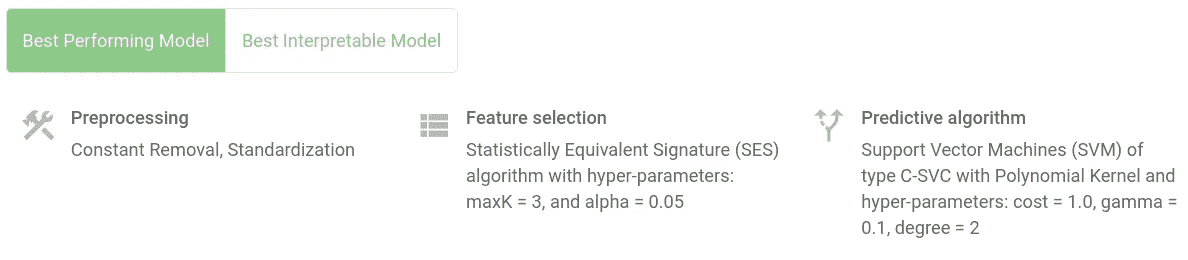 Best Performing Model
Best Interpretable Model
Preprocessing
Constant Removal, Standardization
Feature selection
Statistically Equivalent Signature (SES)
algorithm with hyper-parameters:
maxK = 3, and alpha = 0.05
Predictive algorithm
Support Vector Machines (SVM) of
type C-SVC with Polynomial Kernel and
hyper-parameters: cost = 1.0, gamma =
0.1, degree = 2